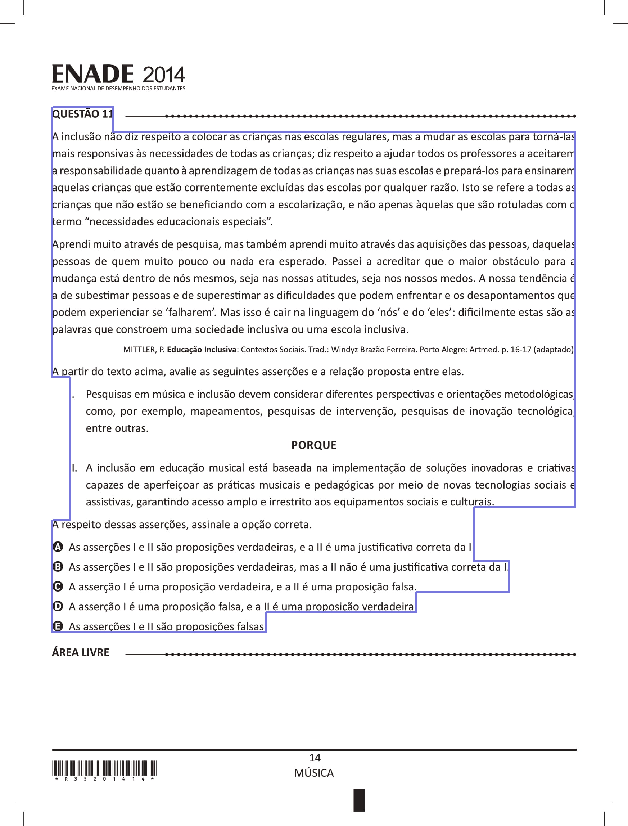 ENADE 2014
EXAME NACIONAL DE DESEMPENHO DOS ESTUDANTES
QUESTÃO 11
A inclusão não diz respeito a colocar as crianças nas escolas regulares, mas a mudar as escolas para torná-las
mais responsivas às necessidades de todas as crianças; diz respeito a ajudar todos os professores a aceitarem
a responsabilidade quanto à aprendizagem de todas as crianças nas suas escolas e prepará-los para ensinarem
aquelas crianças que estão correntemente excluídas das escolas por qualquer razão. Isto se refere a todas as
crianças que não estão se beneficiando com a escolarização, e não apenas àquelas que são rotuladas com o
termo “necessidades educacionais especiais”.
Aprendi muito através de pesquisa, mas também aprendi muito através das aquisições das pessoas, daquelas
pessoas de quem muito pouco ou nada era esperado. Passei a acreditar que o maior obstáculo para a
mudança está dentro de nós mesmos, seja nas nossas atitudes, seja nos nossos medos. A nossa tendência é
a de subestimar pessoas e de superestimar as dificuldades que podem enfrentar e os desapontamentos que
podem experienciar se ‘falharem’. Mas isso é cair na linguagem do ‘nós’ e do ‘eles’: dificilmente estas são as
palavras que constroem uma sociedade inclusiva ou uma escola inclusiva.
MITTLER, P. Educação Inclusiva: Contextos Sociais. Trad.: Windyz Brazão Ferreira. Porto Alegre: Artmed. p. 16-17 (adaptado).
A partir do texto acima, avalie as seguintes asserções e a relação proposta entre elas.
I. Pesquisas em música e inclusão devem considerar diferentes perspectivas e orientações metodológicas,
como, por exemplo, mapeamentos, pesquisas de intervenção, pesquisas de inovação tecnológica,
entre outras.
PORQUE
II. A inclusão em educação musical está baseada na implementação de soluções inovadoras e criativas
capazes de aperfeiçoar as práticas musicais e pedagógicas por meio de novas tecnologias sociais e
assistivas, garantindo acesso amplo e irrestrito aos equipamentos sociais e culturais.
A respeito dessas asserções, assinale a opção correta.
A As asserções I e II são proposições verdadeiras, e a II é uma justificativa correta da I.
B As asserções I e II são proposições verdadeiras, mas a II não é uma justificativa correta da I.
C A asserção I é uma proposição verdadeira, e a II é uma proposição falsa.
D A asserção I é uma proposição falsa, e a II é uma proposição verdadeira.
E As asserções I e II são proposições falsas.
ÁREA LIVRE
14
MÚSICA